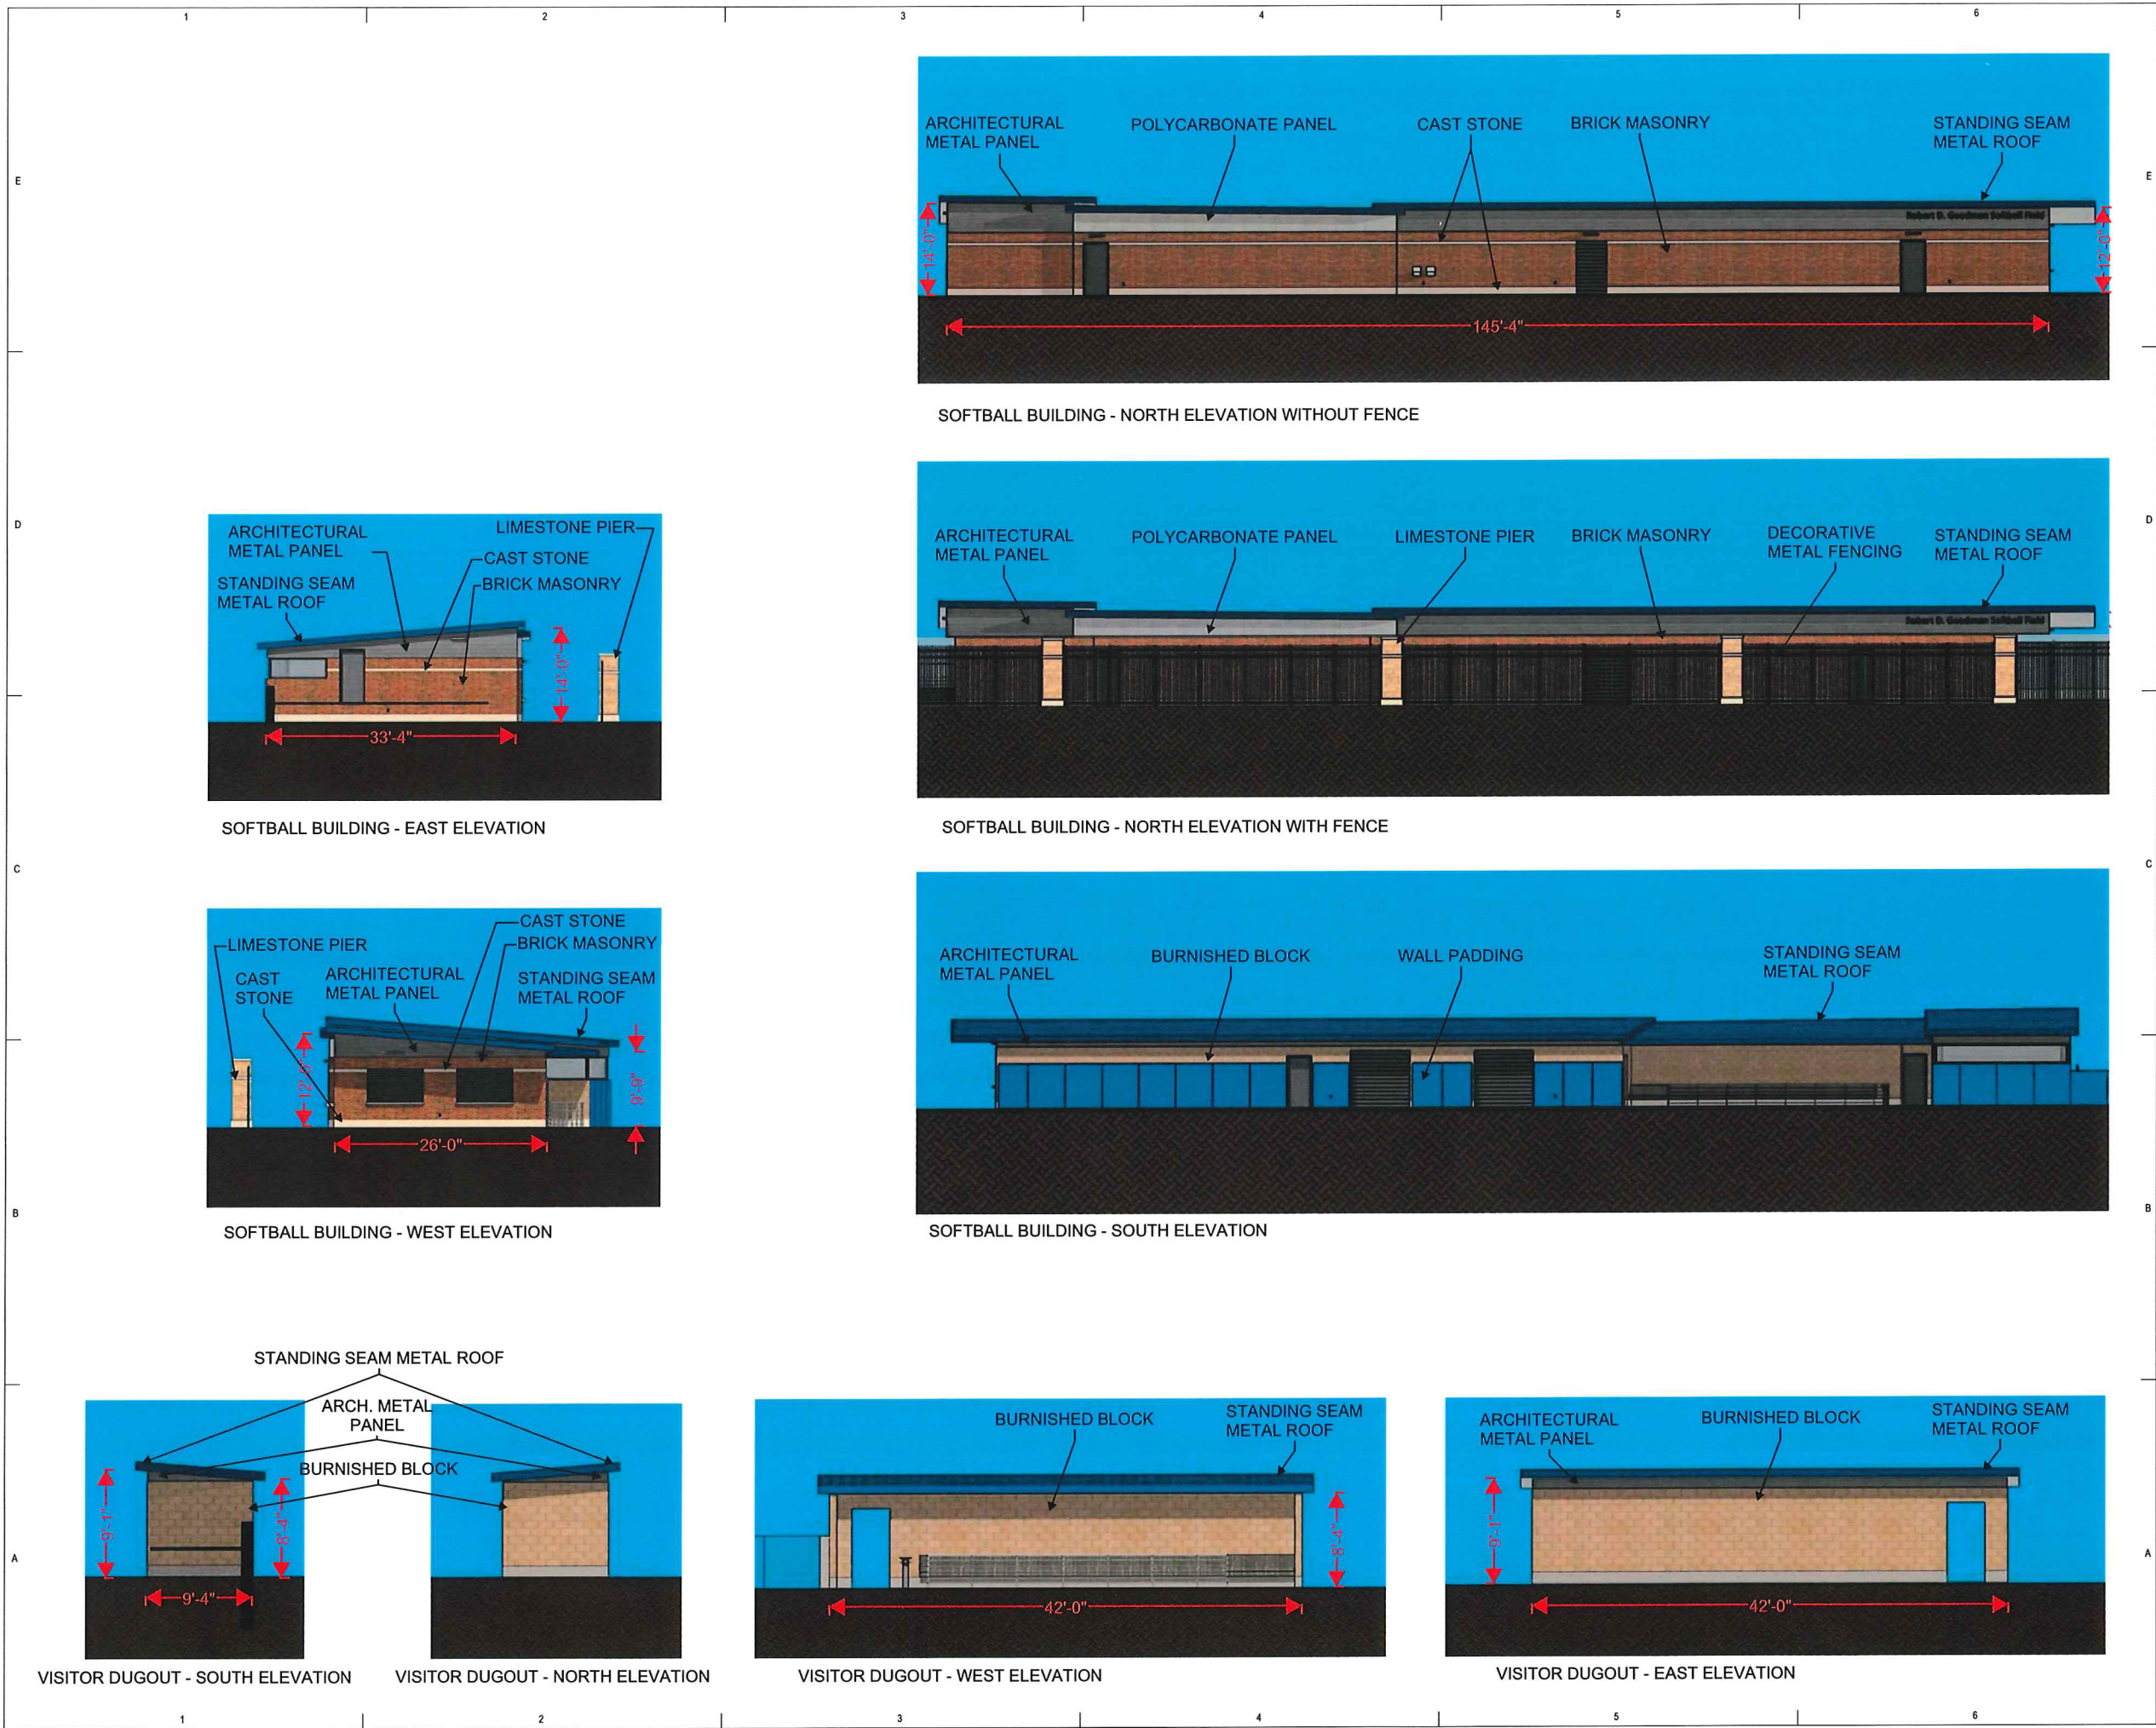 1 2 3 4 5 6
E E
ARCHITECTURAL
METAL PANEL
POLYCARBONATE PANEL
CAST STONE
BRICK MASONRY
STANDING SEAM
METAL ROOF
Robert D. Goodman Softball Field
14'-0"
12'-0"
145'-4"
SOFTBALL BUILDING - NORTH ELEVATION WITHOUT FENCE
D D
ARCHITECTURAL
METAL PANEL
LIMESTONE PIER
CAST STONE
BRICK MASONRY
STANDING SEAM
METAL ROOF
14'-0"
33'-4"
SOFTBALL BUILDING - EAST ELEVATION
ARCHITECTURAL
METAL PANEL
POLYCARBONATE PANEL
LIMESTONE PIER
BRICK MASONRY
DECORATIVE
METAL FENCING
STANDING SEAM
METAL ROOF
Robert D. Goodman Softball Field
SOFTBALL BUILDING - NORTH ELEVATION WITH FENCE
C C
CAST STONE
BRICK MASONRY
LIMESTONE PIER
CAST
STONE
ARCHITECTURAL
METAL PANEL
STANDING SEAM
METAL ROOF
9'-9"
26'-0"
SOFTBALL BUILDING - WEST ELEVATION
ARCHITECTURAL
METAL PANEL
BURNISHED BLOCK
WALL PADDING
STANDING SEAM
METAL ROOF
SOFTBALL BUILDING - SOUTH ELEVATION
B B
STANDING SEAM METAL ROOF
ARCH. METAL
PANEL
BURNISHED BLOCK
9'-1"
8'-4"
9'-4"
VISITOR DUGOUT - SOUTH ELEVATION
VISITOR DUGOUT - NORTH ELEVATION
BURNISHED BLOCK
STANDING SEAM
METAL ROOF
8'-4"
42'-0"
VISITOR DUGOUT - WEST ELEVATION
ARCHITECTURAL
METAL PANEL
BURNISHED BLOCK
STANDING SEAM
METAL ROOF
9'-1"
42'-0"
VISITOR DUGOUT - EAST ELEVATION
A A
1 2 3 4 5 6